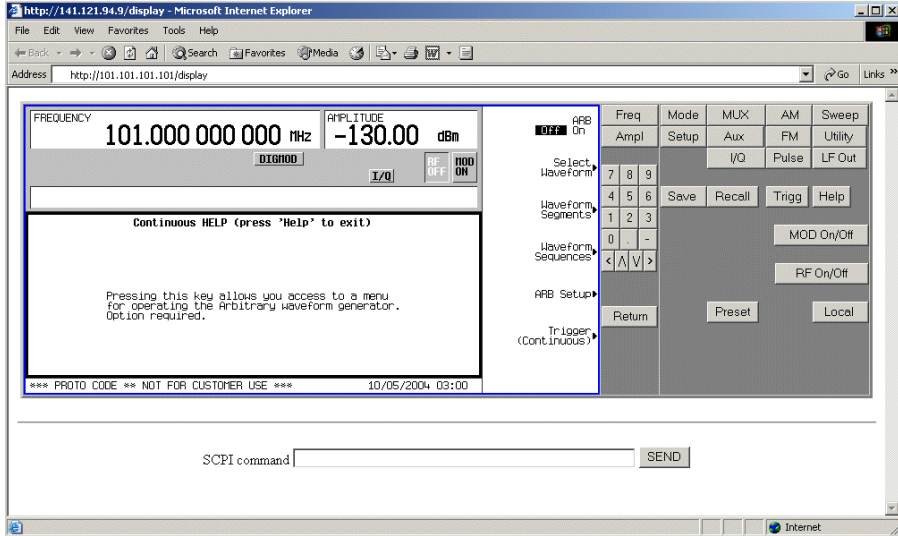 http://141.121.94.9/display - Microsoft Internet Explorer
File Edit View Favorites Tools Help
Back Search Favorites Media
Address http://101.101.101.101/display Go Links »
FREQUENCY
101.000 000 000 MHz
AMPLITUDE
-130.00 dBm
DIGMOD
I/Q
RF OFF
MOD ON
Continuous HELP (press 'Help' to exit)
Pressing this key allows you access to a menu
for operating the Arbitrary waveform generator.
Option required.
*** PROTO CODE ** NOT FOR CUSTOMER USE *** 10/05/2004 03:00
ARB
Off On
Select
Waveform
Waveform
Segments
Waveform
Sequences
ARB Setup
Trigger
(Continuous)
Freq Mode MUX AM Sweep
Ampl Setup Aux FM Utility
I/Q Pulse LF Out
7 8 9
4 5 6 Save Recall Trigg Help
1 2 3
0 . -
< Λ V >
MOD On/Off
RF On/Off
Return Preset Local
SCPI command SEND
Internet